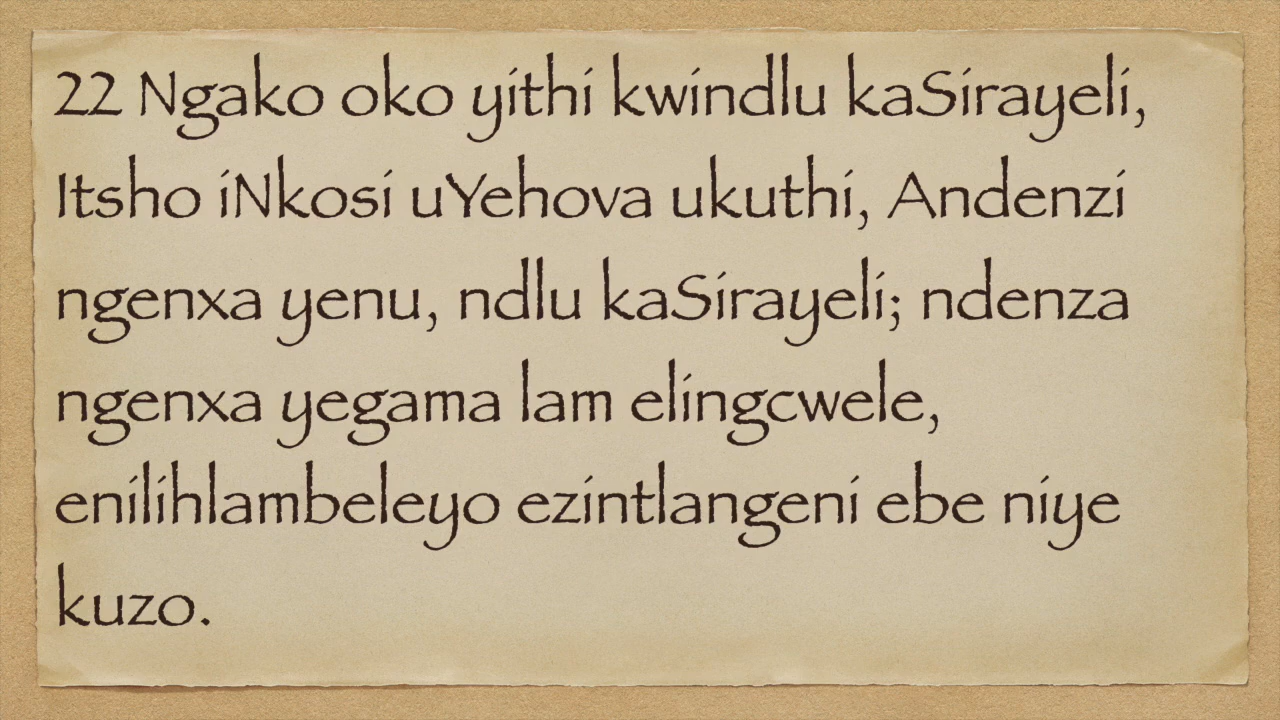 22 Ngako oko yithi kwindlu kaSirayeli,
Itsho iNkosi uYehova ukuthi, Andenzi
ngenxa yenu, ndlu kaSirayeli; ndenza
ngenxa yegama lam elingcwele,
enilihlambeleyo ezintlangeni ebe niye
kuzo.